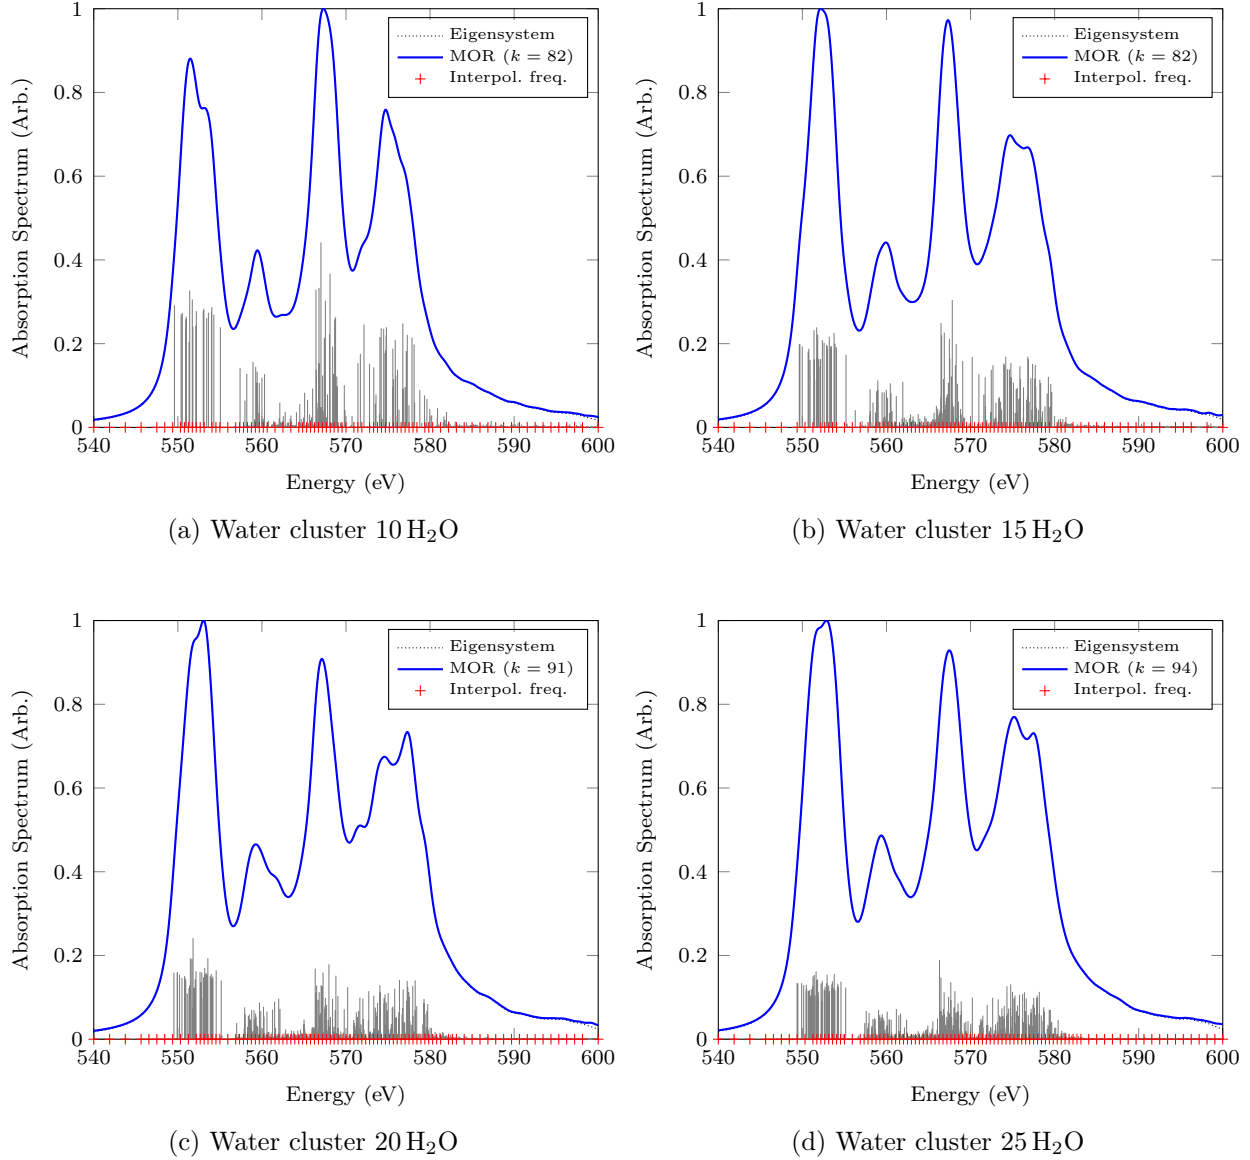 1
0.8
0.6
0.4
0.2
0
540 550 560 570 580 590 600
Absorption Spectrum (Arb.)
Energy (eV)
Eigensystem
MOR (k = 82)
Interpol. freq.
(a) Water cluster 10 H₂O
1
0.8
0.6
0.4
0.2
0
540 550 560 570 580 590 600
Absorption Spectrum (Arb.)
Energy (eV)
Eigensystem
MOR (k = 82)
Interpol. freq.
(b) Water cluster 15 H₂O
1
0.8
0.6
0.4
0.2
0
540 550 560 570 580 590 600
Absorption Spectrum (Arb.)
Energy (eV)
Eigensystem
MOR (k = 91)
Interpol. freq.
(c) Water cluster 20 H₂O
1
0.8
0.6
0.4
0.2
0
540 550 560 570 580 590 600
Absorption Spectrum (Arb.)
Energy (eV)
Eigensystem
MOR (k = 94)
Interpol. freq.
(d) Water cluster 25 H₂O